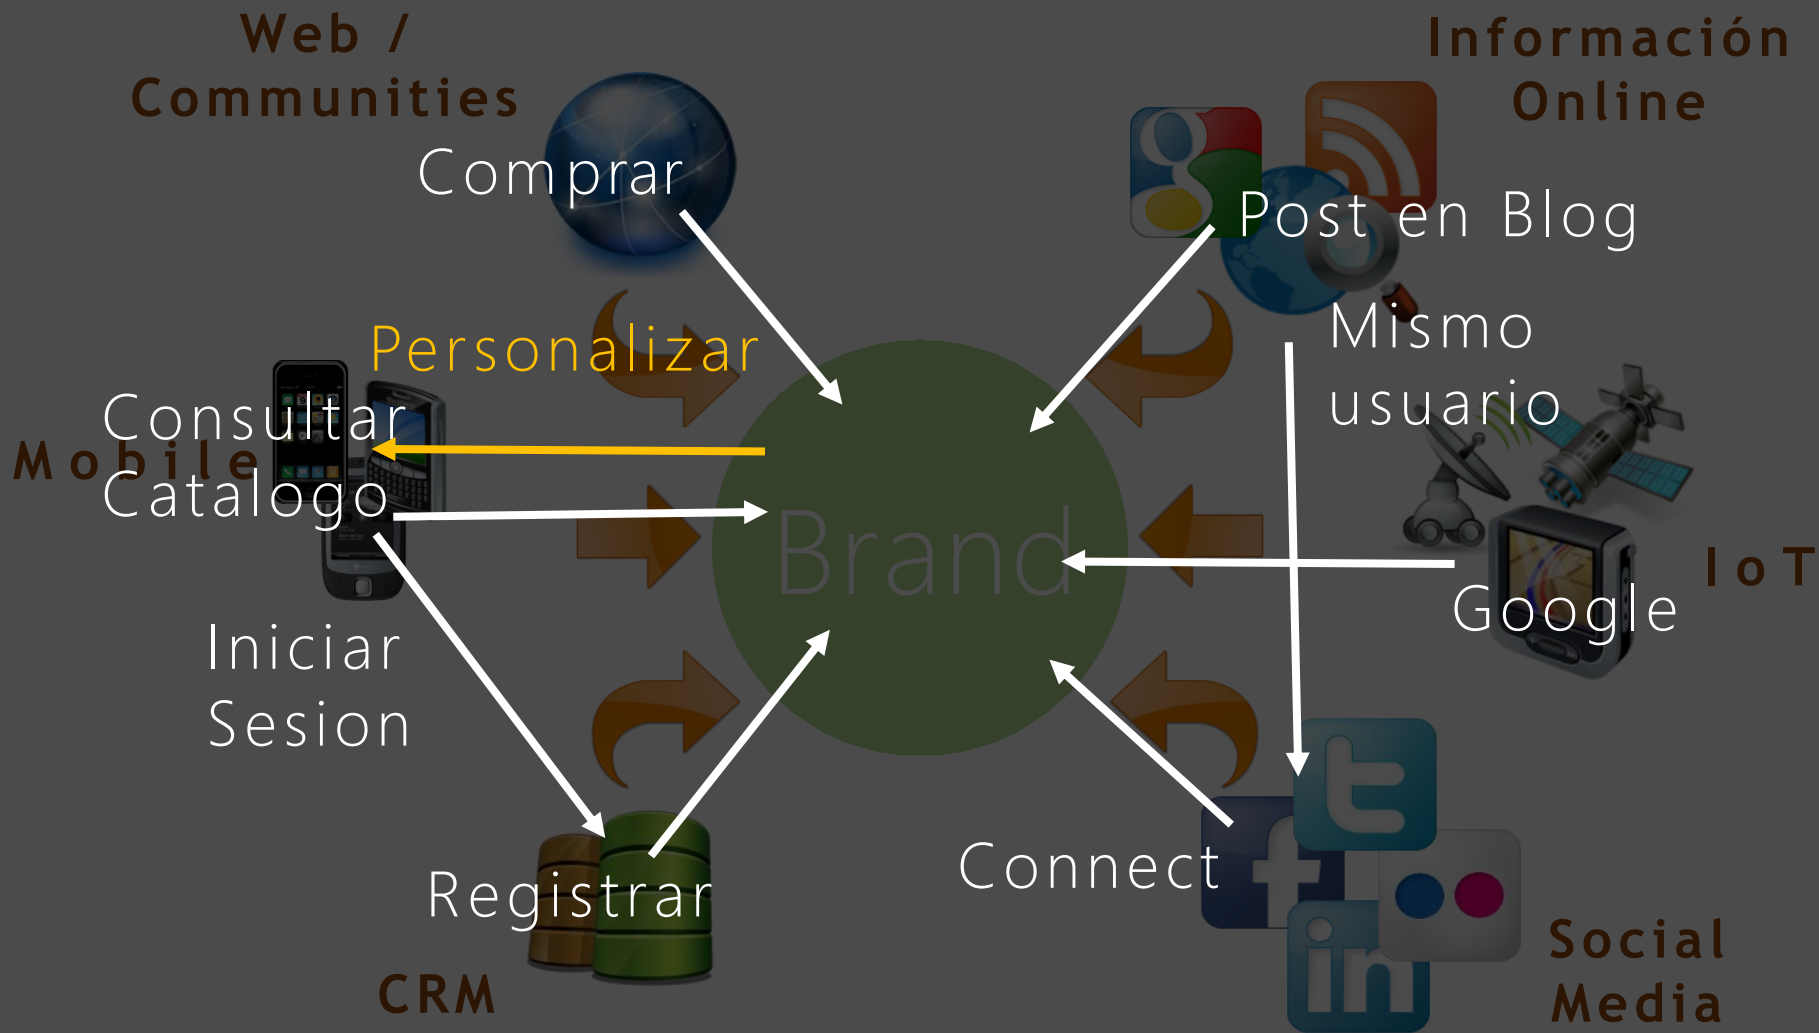 Web /
Communities
Información
Online
Comprar
Post en Blog
Personalizar
Mismo
usuario
Consultar
Catalogo
Mobile
Brand
IoT
Google
Iniciar
Sesion
Connect
Registrar
Social
Media
CRM
g
t
f
in